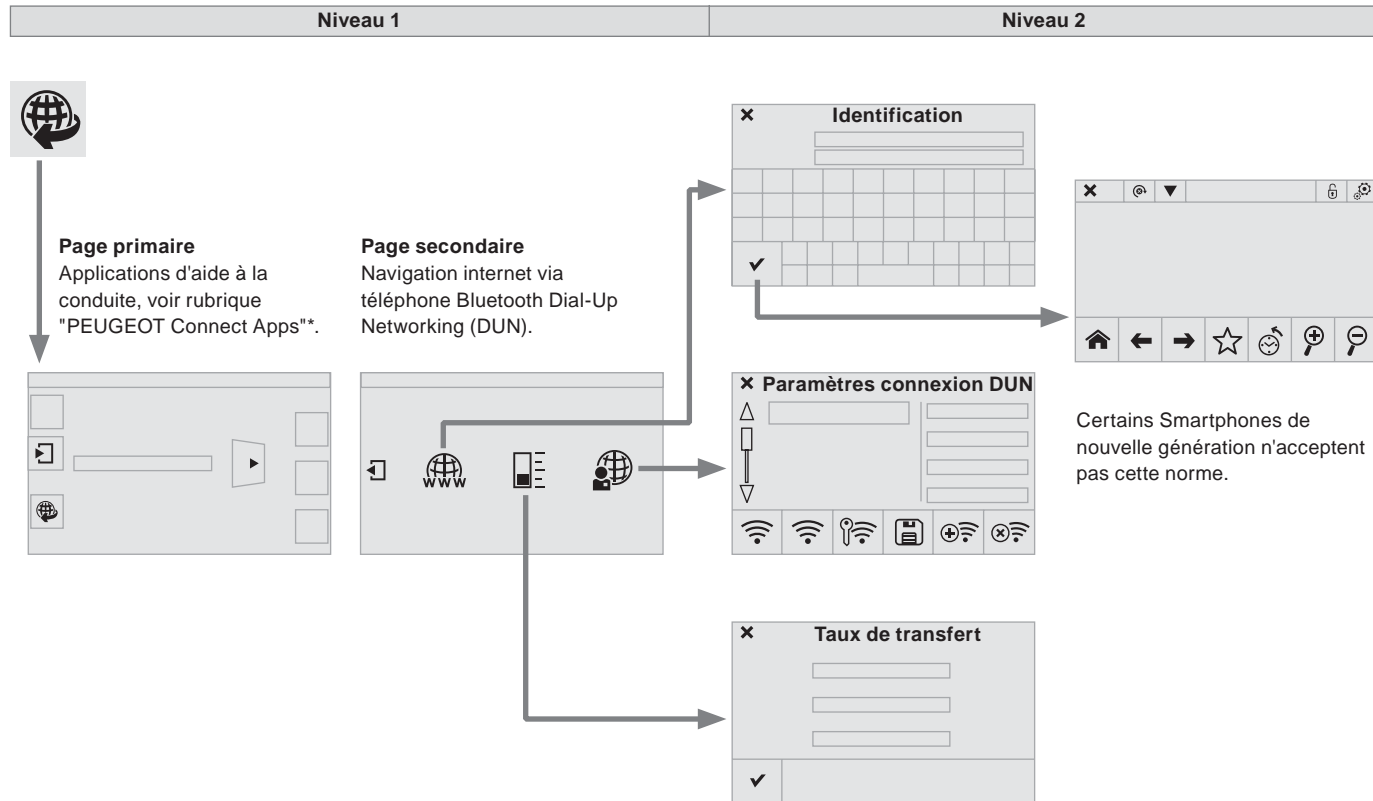 Niveau 1
Niveau 2
Page primaire
Applications d'aide à la
conduite, voir rubrique
"PEUGEOT Connect Apps"*.
Page secondaire
Navigation internet via
téléphone Bluetooth Dial-Up
Networking (DUN).
WWW
Identification
Paramètres connexion DUN
Certains Smartphones de
nouvelle génération n'acceptent
pas cette norme.
Taux de transfert